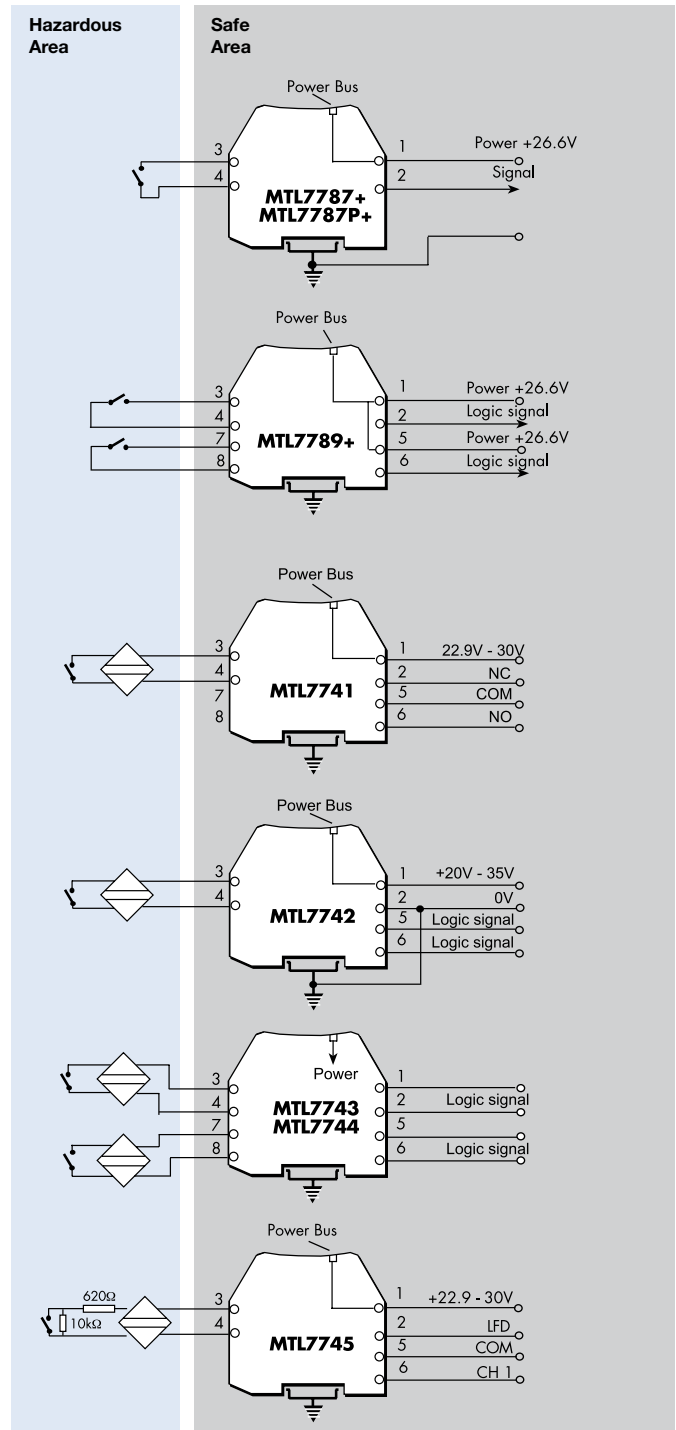 Hazardous Area
Safe Area
Power Bus
3
4
MTL7787+
MTL7787P+
1
Power +26.6V
2
Signal
Power Bus
3
4
7
8
MTL7789+
1
Power +26.6V
2
Logic signal
5
Power +26.6V
6
Logic signal
Power Bus
3
4
7
8
MTL7741
1
22.9V - 30V
2
NC
5
COM
6
NO
Power Bus
3
4
MTL7742
1
+20V - 35V
2
0V
5
Logic signal
6
Logic signal
Power
3
4
7
8
MTL7743
MTL7744
1
2
Logic signal
5
6
Logic signal
Power Bus
620Ω
10kΩ
3
4
MTL7745
1
+22.9 - 30V
2
LFD
5
COM
6
CH 1